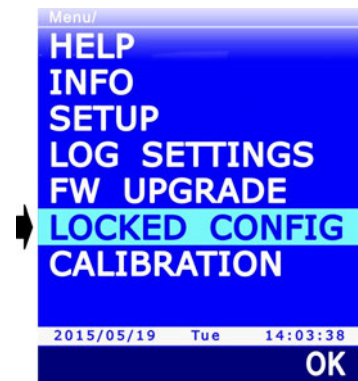 Menu/
HELP
INFO
SETUP
LOG SETTINGS
FW UPGRADE
LOCKED CONFIG
CALIBRATION
2015/05/19 Tue 14:03:38
OK